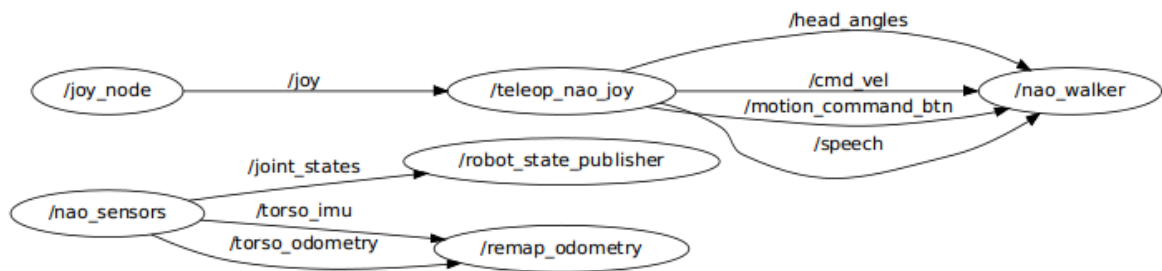 /head_angles
/joy_node
/joy
/teleop_nao_joy
/cmd_vel
/nao_walker
/motion_command_btn
/speech
/joint_states
/robot_state_publisher
/nao_sensors
/torso_imu
/torso_odometry
/remap_odometry